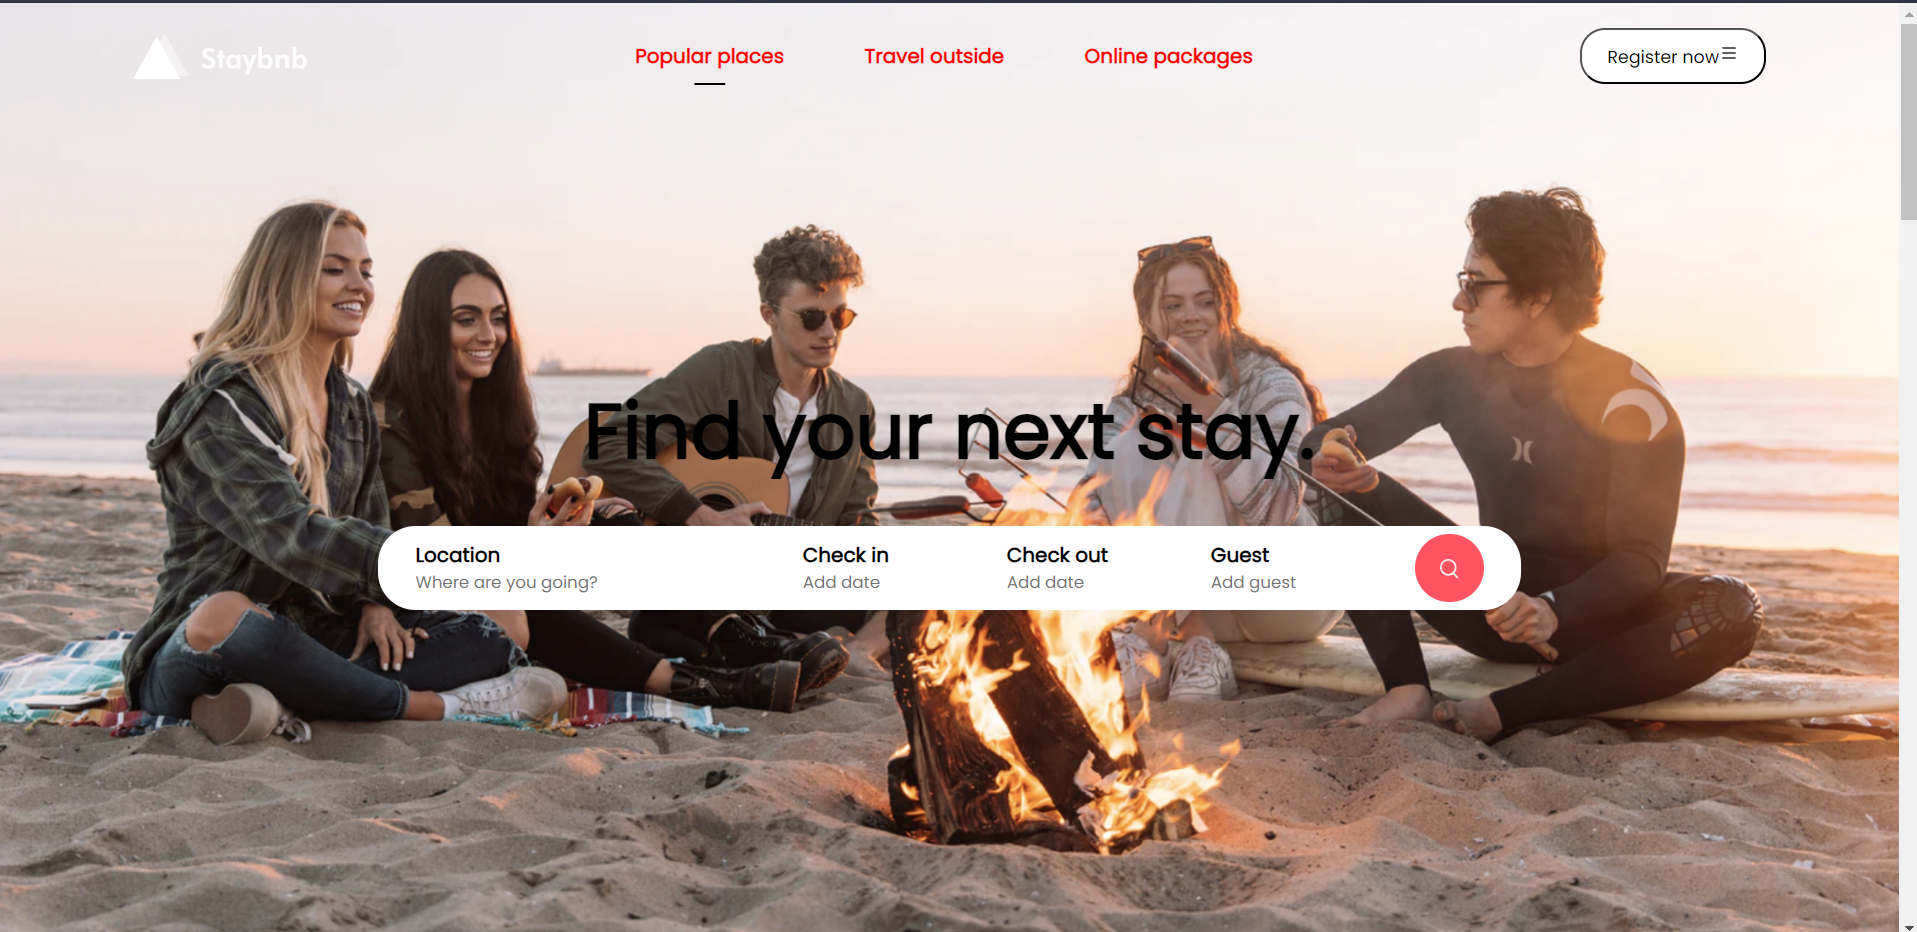 Staybnb
Popular places
Travel outside
Online packages
Register now
Find your next stay.
Location
Where are you going?
Check in
Add date
Check out
Add date
Guest
Add guest